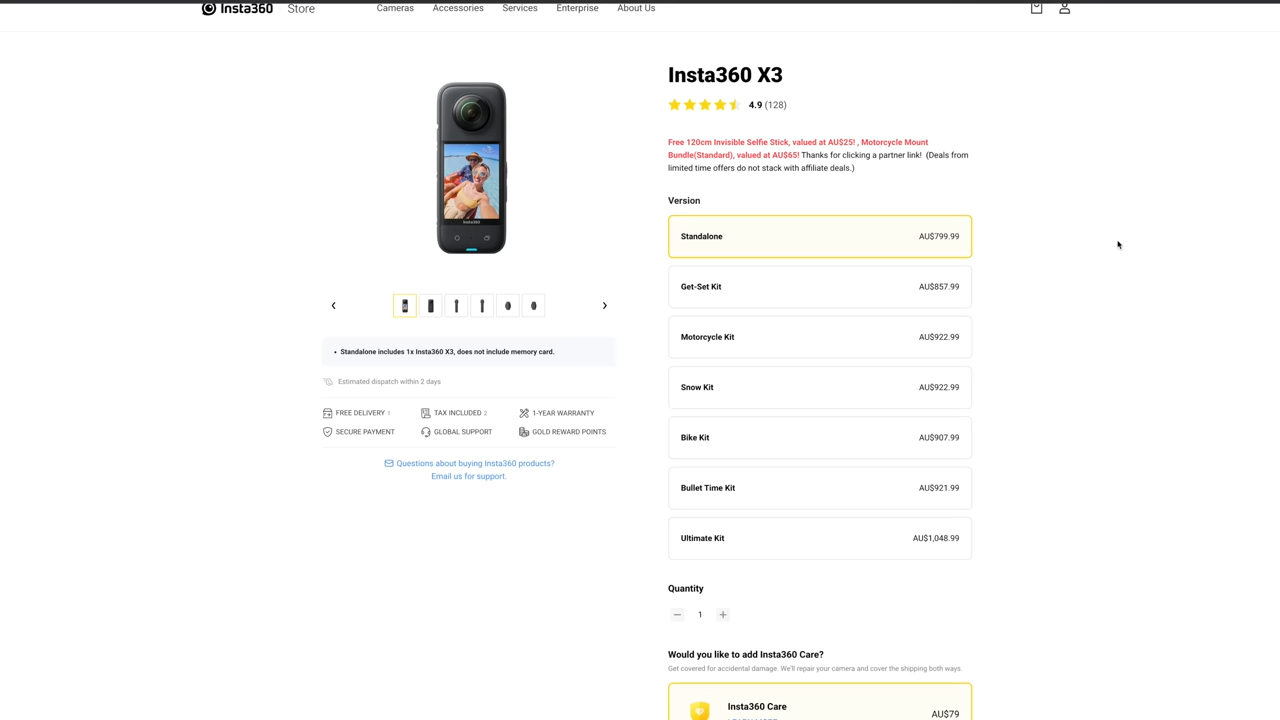 Insta360 Store Cameras Accessories Services Enterprise About Us
Insta360 X3
4.9 (128)
Free 120cm Invisible Selfie Stick, valued at AU$25! , Motorcycle Mount
Bundle(Standard), valued at AU$65! Thanks for clicking a partner link! (Deals from
limited time offers do not stack with affiliate deals.)
Version
Standalone AU$799.99
Get-Set Kit AU$857.99
Motorcycle Kit AU$922.99
Snow Kit AU$922.99
Bike Kit AU$907.99
Bullet Time Kit AU$921.99
Ultimate Kit AU$1,048.99
Quantity
1
Would you like to add Insta360 Care?
Get covered for accidental damage. We'll repair your camera and cover the shipping both ways.
Insta360 Care
AU$79
Insta360
• Standalone includes 1x Insta360 X3, does not include memory card.
Estimated dispatch within 2 days
FREE DELIVERY 1 TAX INCLUDED 2 1-YEAR WARRANTY
SECURE PAYMENT GLOBAL SUPPORT GOLD REWARD POINTS
Questions about buying Insta360 products?
Email us for support.